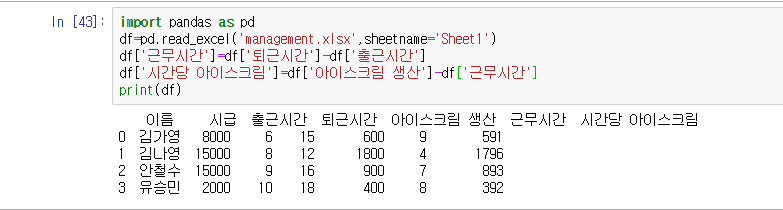 In [43]:
import pandas as pd
df=pd.read_excel('management.xlsx',sheetname='Sheet1')
df['근무시간']=df['퇴근시간']-df['출근시간']
df['시간당 아이스크림']=df['아이스크림 생산']-df['근무시간']
print(df)
이름 시급 출근시간 퇴근시간 아이스크림 생산 근무시간 시간당 아이스크림
0 김가영 8000 6 15 600 9 591
1 김나영 15000 8 12 1800 4 1796
2 안철수 15000 9 16 900 7 893
3 유승민 2000 10 18 400 8 392